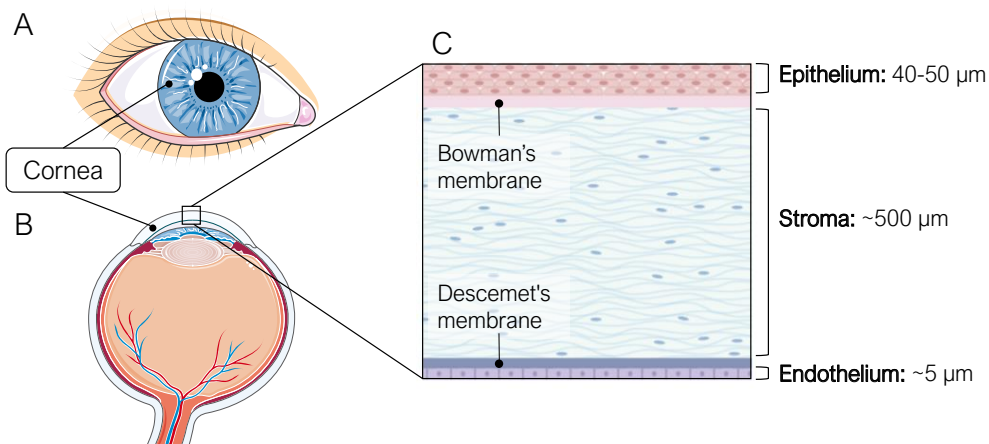 A
C
Epithelium: 40-50 μm
Cornea
Bowman's
membrane
B
Stroma: ~500 μm
Descemet's
membrane
Endothelium: ~5 μm